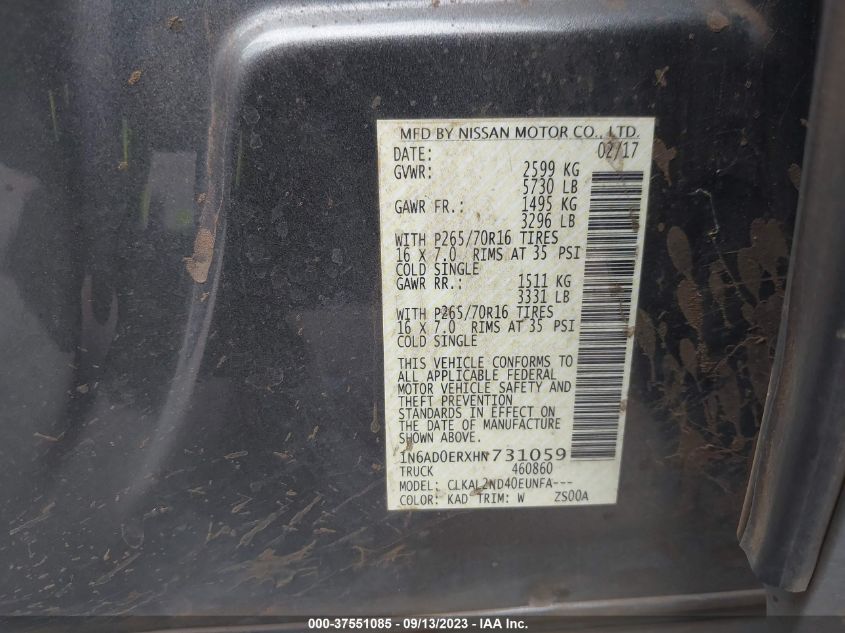 MFD BY NISSAN MOTOR CO., LTD.
DATE: 02/17
GVWR: 2599 KG
5730 LB
GAWR FR.: 1495 KG
3296 LB
WITH P265/70R16 TIRES
16 X 7.0 RIMS AT 35 PSI
COLD SINGLE
GAWR RR.: 1511 KG
3331 LB
WITH P265/70R16 TIRES
16 X 7.0 RIMS AT 35 PSI
COLD SINGLE
THIS VEHICLE CONFORMS TO
ALL APPLICABLE FEDERAL
MOTOR VEHICLE SAFETY AND
THEFT PREVENTION
STANDARDS IN EFFECT ON
THE DATE OF MANUFACTURE
SHOWN ABOVE.
1N6AD0ERXHN731059
TRUCK 460860
MODEL: CLKAL2ND40EUNFA---
COLOR: KAD TRIM: W ZS00A
000-37551085 - 09/13/2023 - IAA Inc.